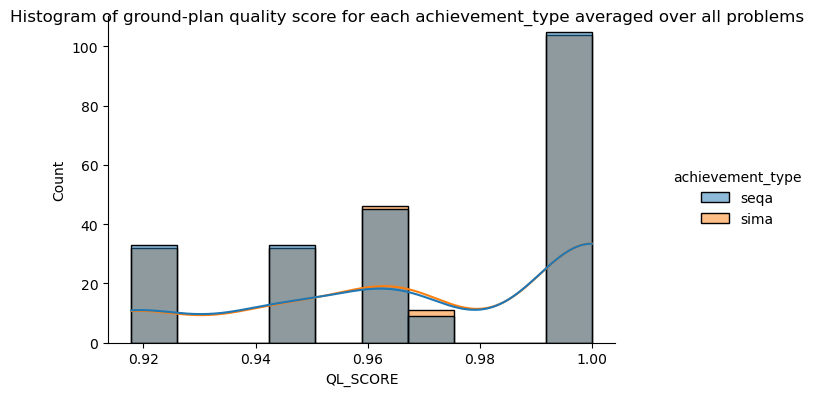 Histogram of ground-plan quality score for each achievement_type averaged over all problems
100
80
60
40
20
0
Count
0.92 0.94 0.96 0.98 1.00
QL_SCORE
achievement_type
seqa
sima